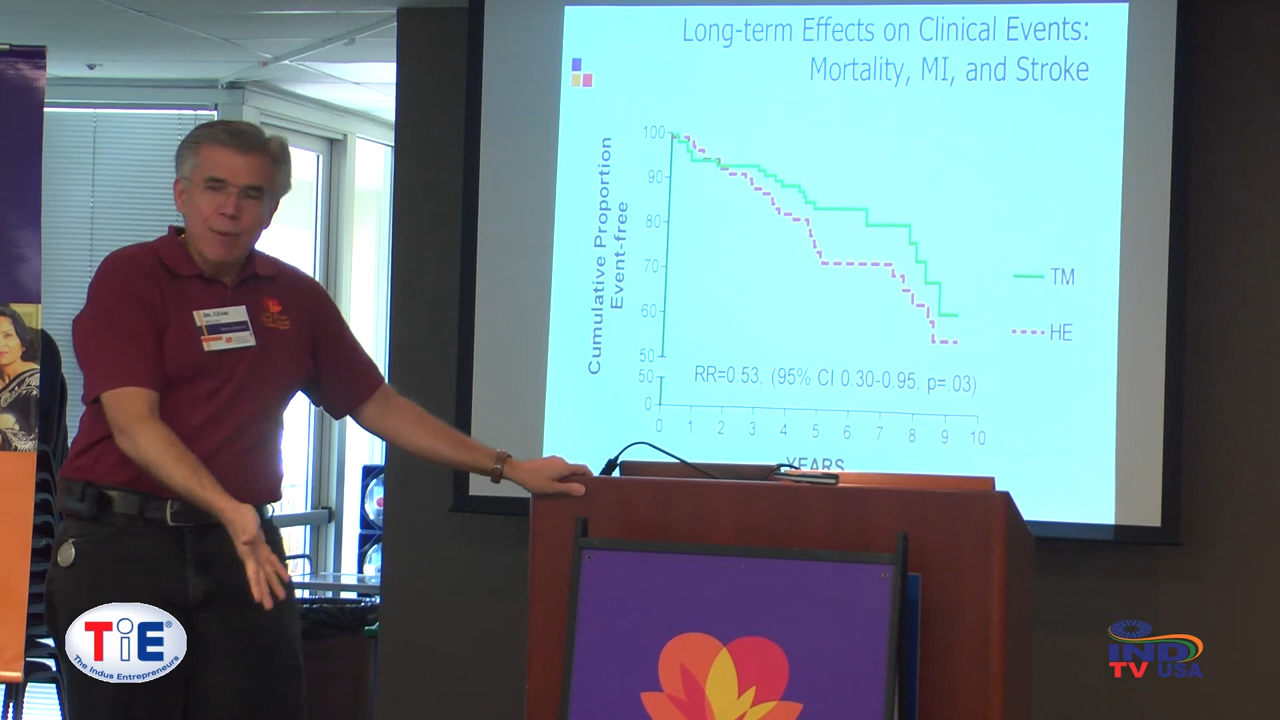 Long-term Effects on Clinical Events:
Mortality, MI, and Stroke
Cumulative Proportion
Event-free
100
90
80
70
60
50
50
0
TM
HE
RR=0.53, (95% CI 0.30-0.95, p=.03)
0 1 2 3 4 5 6 7 8 9 10
YEARS
DR. CESAR
TiE®
The Indus Entrepreneurs
IND
TV USA